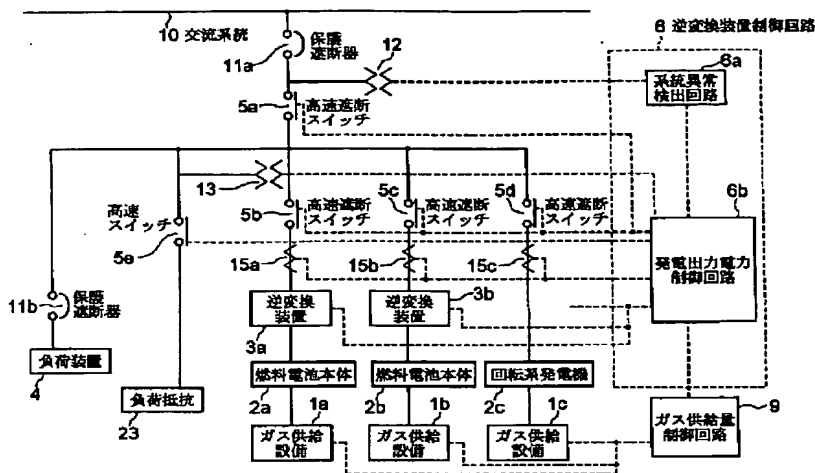 10 交流系統
11a
保護
遮断器
12
6 逆変換装置制御回路
6a
系統異常
検出回路
5a
高速遮断
スイッチ
13
高速
スイッチ
5e
5b
高速遮断
スイッチ
5c
高速遮断
スイッチ
5d
高速遮断
スイッチ
6b
発電出力電力
制御回路
15a
15b
15c
11b
保護
遮断器
逆変換
装置
3a
逆変換
装置
3b
負荷装置
4
燃料電池本体
2a
燃料電池本体
2b
回転系発電機
2c
負荷抵抗
23
1a
ガス供給
設備
1b
ガス供給
設備
1c
ガス供給
設備
ガス供給量
制御回路
9